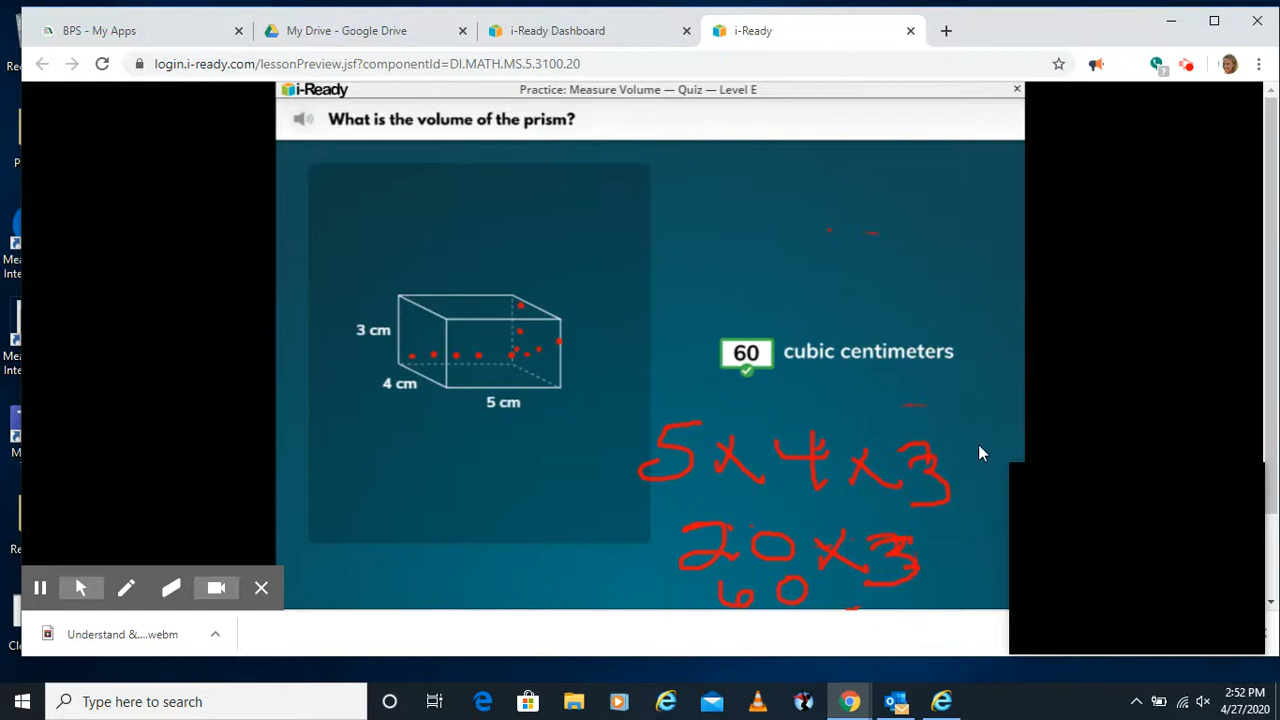 BPS - My Apps
My Drive - Google Drive
i-Ready Dashboard
i-Ready
login.i-ready.com/lessonPreview.jsf?componentId=DI.MATH.MS.5.3100.20
i-Ready
Practice: Measure Volume — Quiz — Level E
What is the volume of the prism?
3 cm
4 cm
5 cm
60 cubic centimeters
5 x 4 x 3
20 x 3
60
Understand &....webm
Type here to search
2:52 PM
4/27/2020